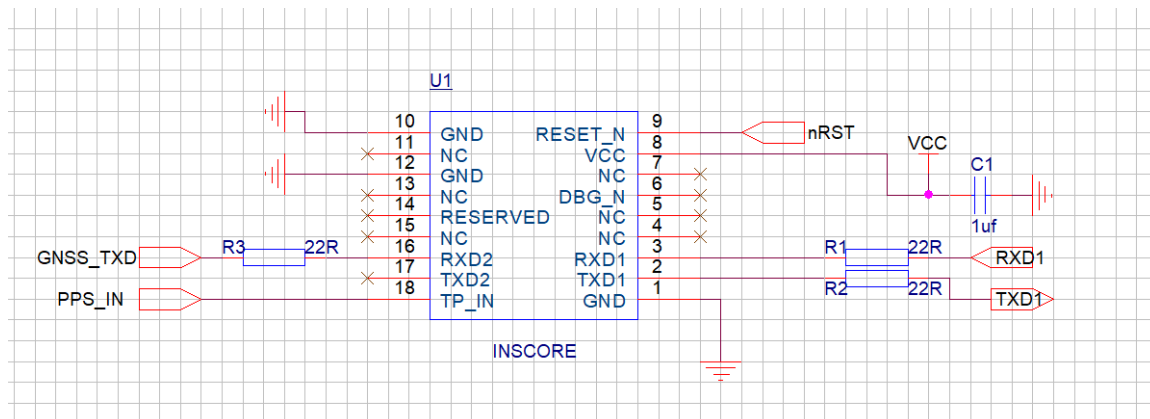 U1
10 GND RESET_N 9 nRST
11 NC VCC 8 VCC
12 GND NC 7 C1
13 NC DBG_N 6
14 RESERVED NC 5 1uf
15 NC NC 4
GNSS_TXD R3 22R 16 RXD2 RXD1 3 R1 22R RXD1
17 TXD2 TXD1 2 R2 22R
PPS_IN 18 TP_IN GND 1 TXD1
INSCORE